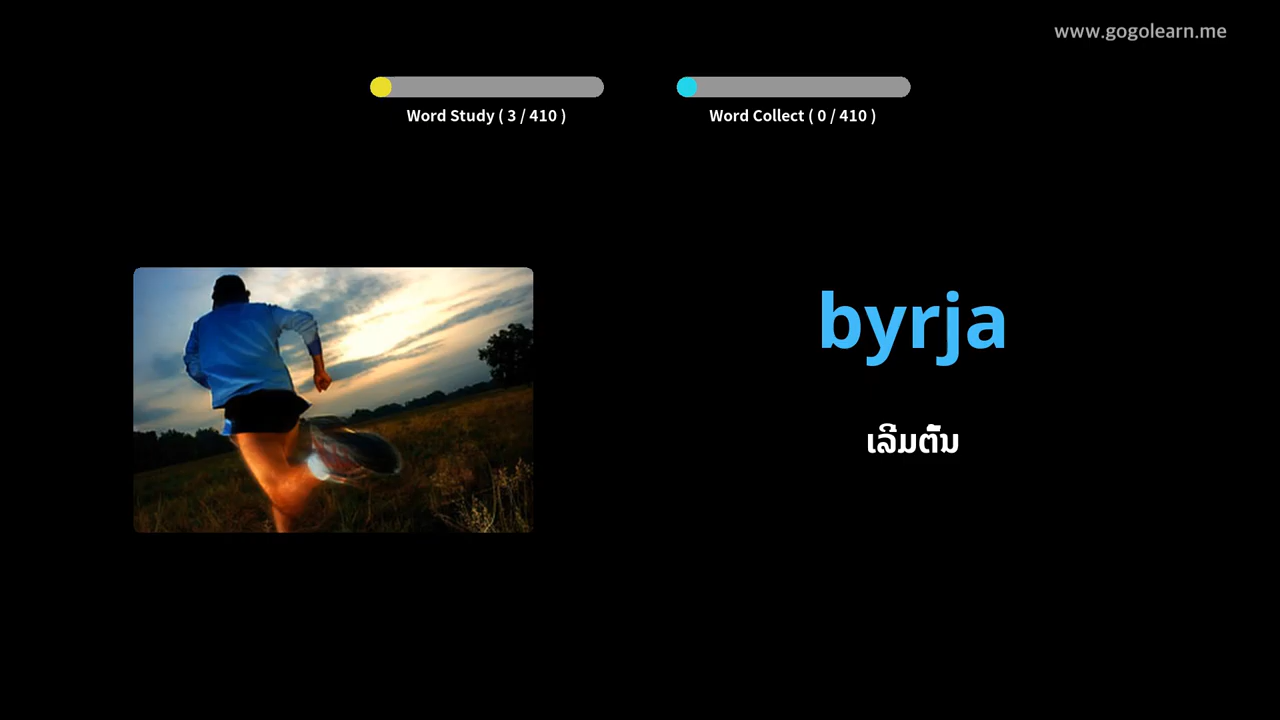 www.gogolearn.me
Word Study ( 3 / 410 )
Word Collect ( 0 / 410 )
byrja
ເລີ່ມຕົ້ນ